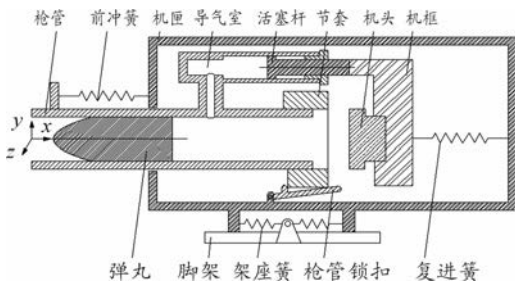 枪管 前冲簧 机匣 导气室 活塞杆 节套 机头 机框
y
x
z
弹丸 脚架 架座簧 枪管锁扣 复进簧